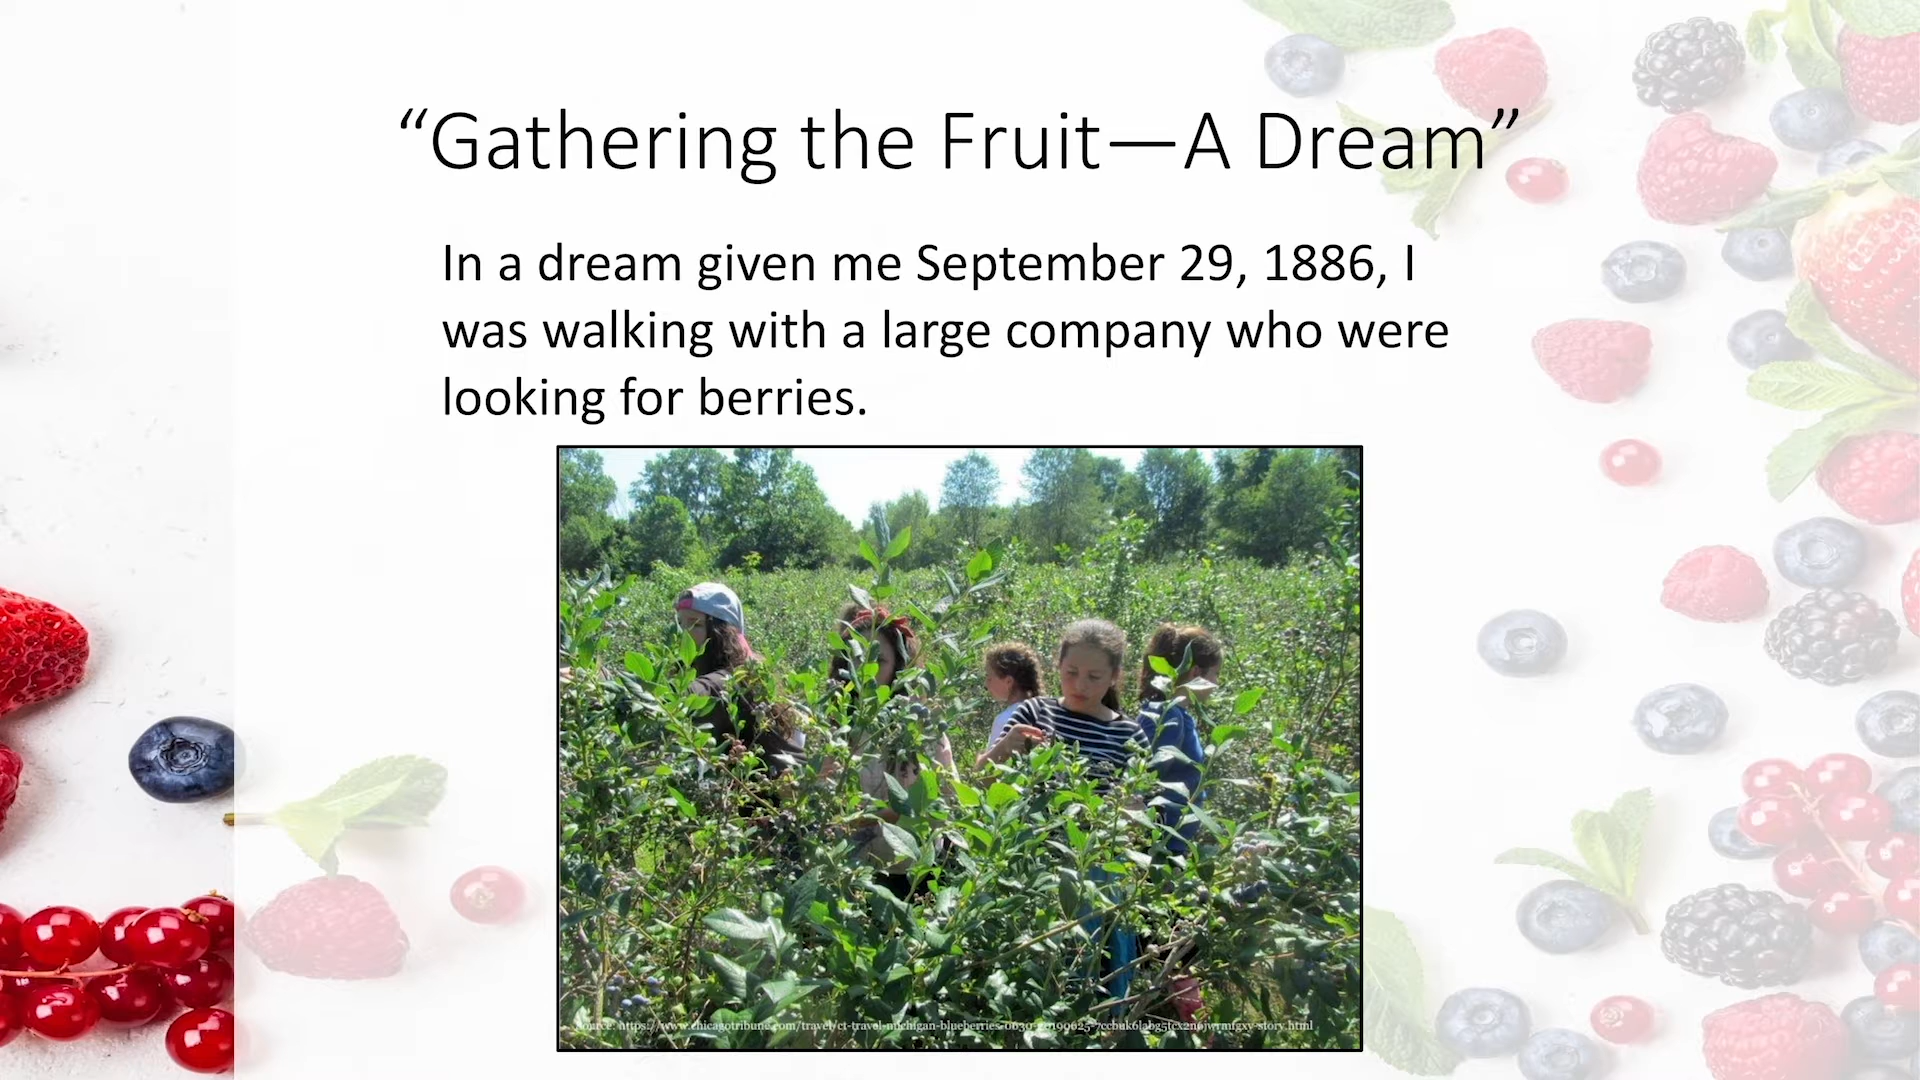 “Gathering the Fruit—A Dream”
In a dream given me September 29, 1886, I
was walking with a large company who were
looking for berries.